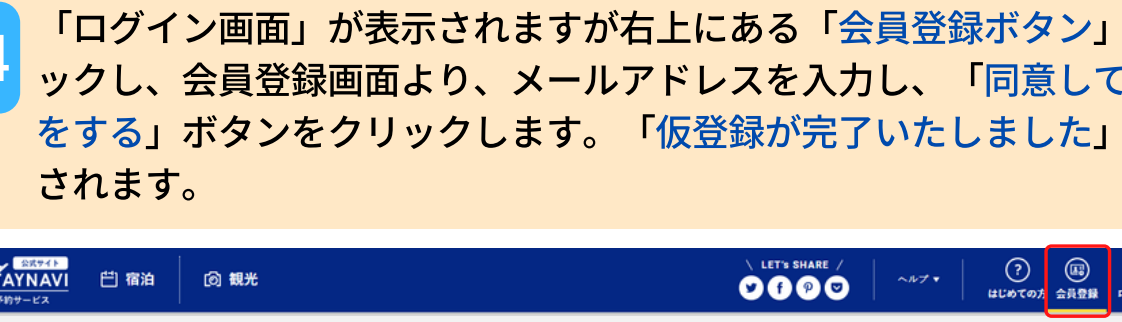 4
「ログイン画面」が表示されますが右上にある「会員登録ボタン」
ックし、会員登録画面より、メールアドレスを入力し、「同意して
をする」ボタンをクリックします。「仮登録が完了いたしました」
されます。
公式サイト
AYNAVI
予約サービス
宿泊
観光
\ LET's SHARE /
ヘルプ ▼
はじめての方
会員登録